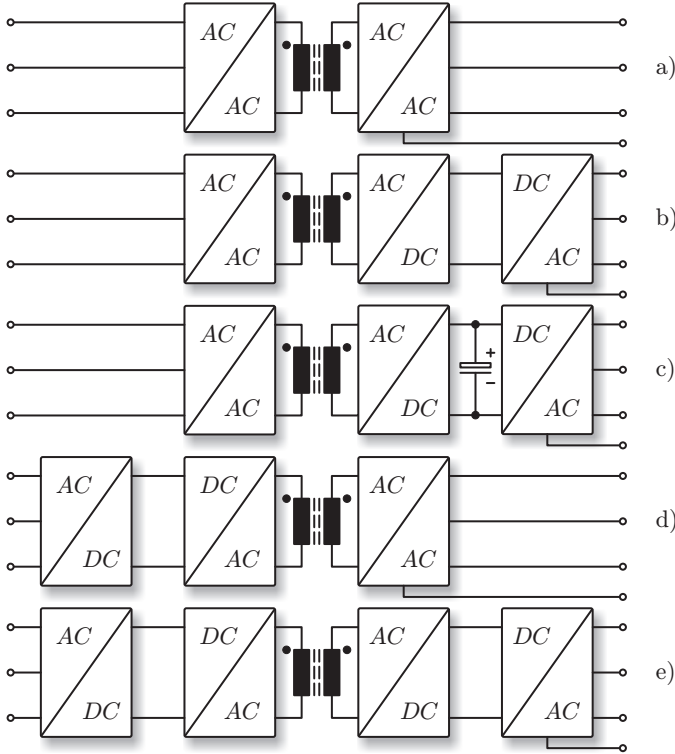 AC AC
AC AC
a)
AC AC DC
AC DC AC
b)
AC AC DC
+
AC DC AC
−
c)
AC DC AC
DC AC AC
d)
AC DC AC DC
DC AC DC AC
e)